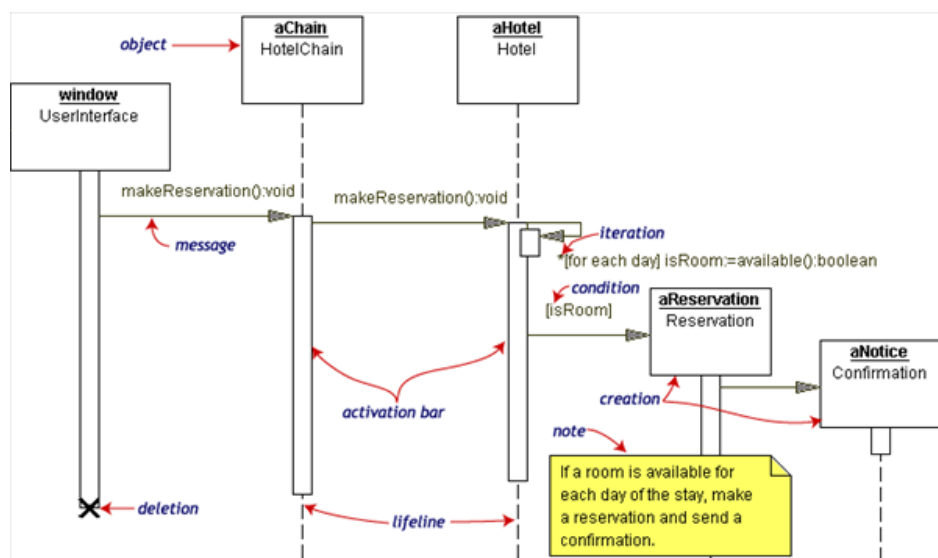 aChain
HotelChain
aHotel
Hotel
object
window
UserInterface
makeReservation():void
makeReservation():void
message
iteration
*[for each day] isRoom:=available():boolean
condition
[isRoom]
aReservation
Reservation
aNotice
Confirmation
activation bar
creation
note
If a room is available for
each day of the stay, make
a reservation and send a
confirmation.
deletion
lifeline